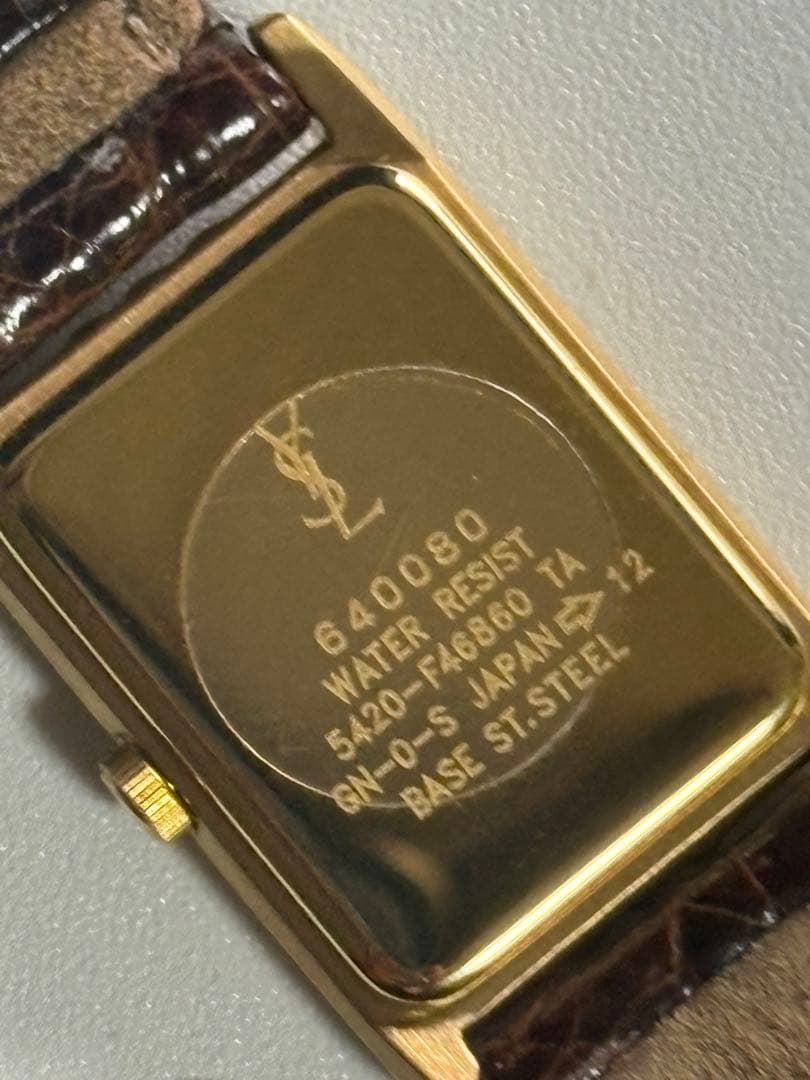 YSL
640080
WATER RESIST
5420-F46860 TA
GN-0-S JAPAN ⇨ 12
BASE ST.STEEL